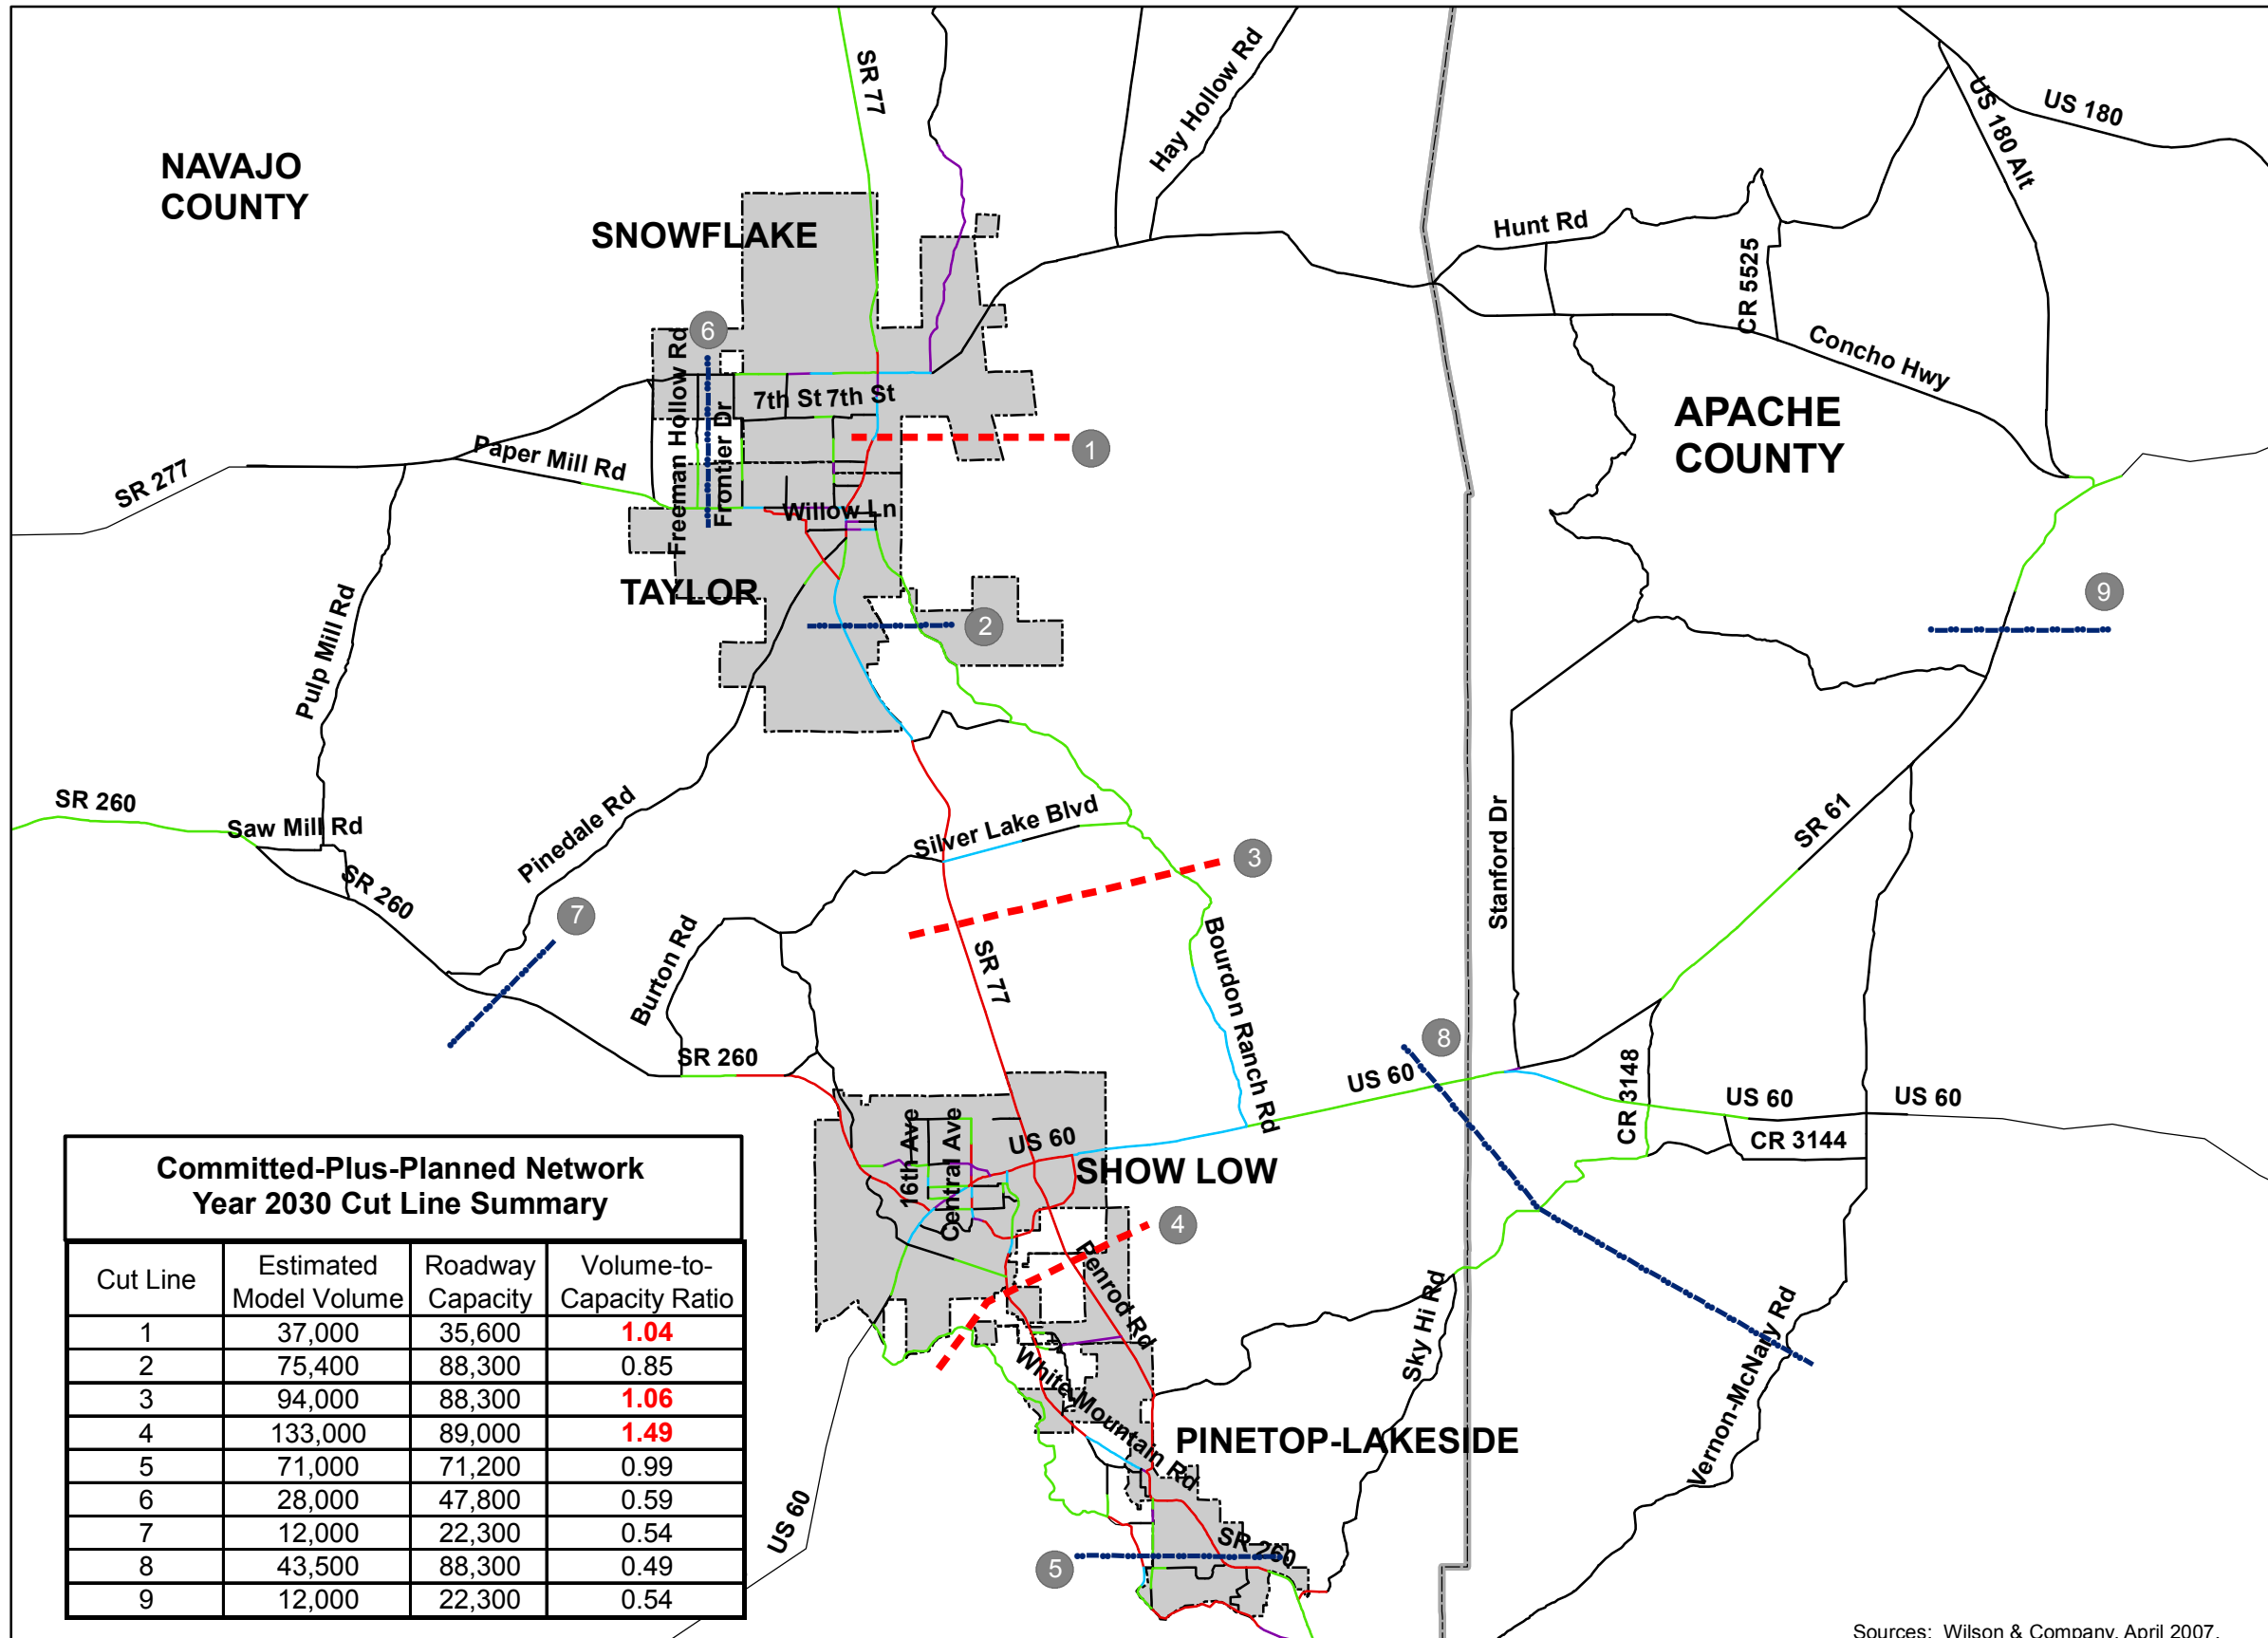 SR 77
Hay Hollow Rd
US 180
US 180 Alt
NAVAJO
COUNTY
SNOWFLAKE
Hunt Rd
CR 5525
Concho Hwy
6
Freeman Hollow Rd
Frontier Dr
7th St 7th St
1
APACHE
COUNTY
SR 277
Paper Mill Rd
Willow Ln
TAYLOR
2
9
Pulp Mill Rd
SR 260
Saw Mill Rd
SR 260
Pinedale Rd
Silver Lake Blvd
3
Stanford Dr
SR 61
7
Burton Rd
SR 77
Bourdon Ranch Rd
8
SR 260
US 60
CR 3148
US 60
US 60
CR 3144
16th Ave
Central Ave
US 60
SHOW LOW
4
Penrod Rd
Sky Hi Rd
Vernon-McNary Rd
White Mountain Rd
PINETOP-LAKESIDE
US 60
SR 260
5
Committed-Plus-Planned Network
Year 2030 Cut Line Summary
Cut Line Estimated Model Volume Roadway Capacity Volume-to-Capacity Ratio
1 37,000 35,600 1.04
2 75,400 88,300 0.85
3 94,000 88,300 1.06
4 133,000 89,000 1.49
5 71,000 71,200 0.99
6 28,000 47,800 0.59
7 12,000 22,300 0.54
8 43,500 88,300 0.49
9 12,000 22,300 0.54
Sources: Wilson & Company, April 2007.